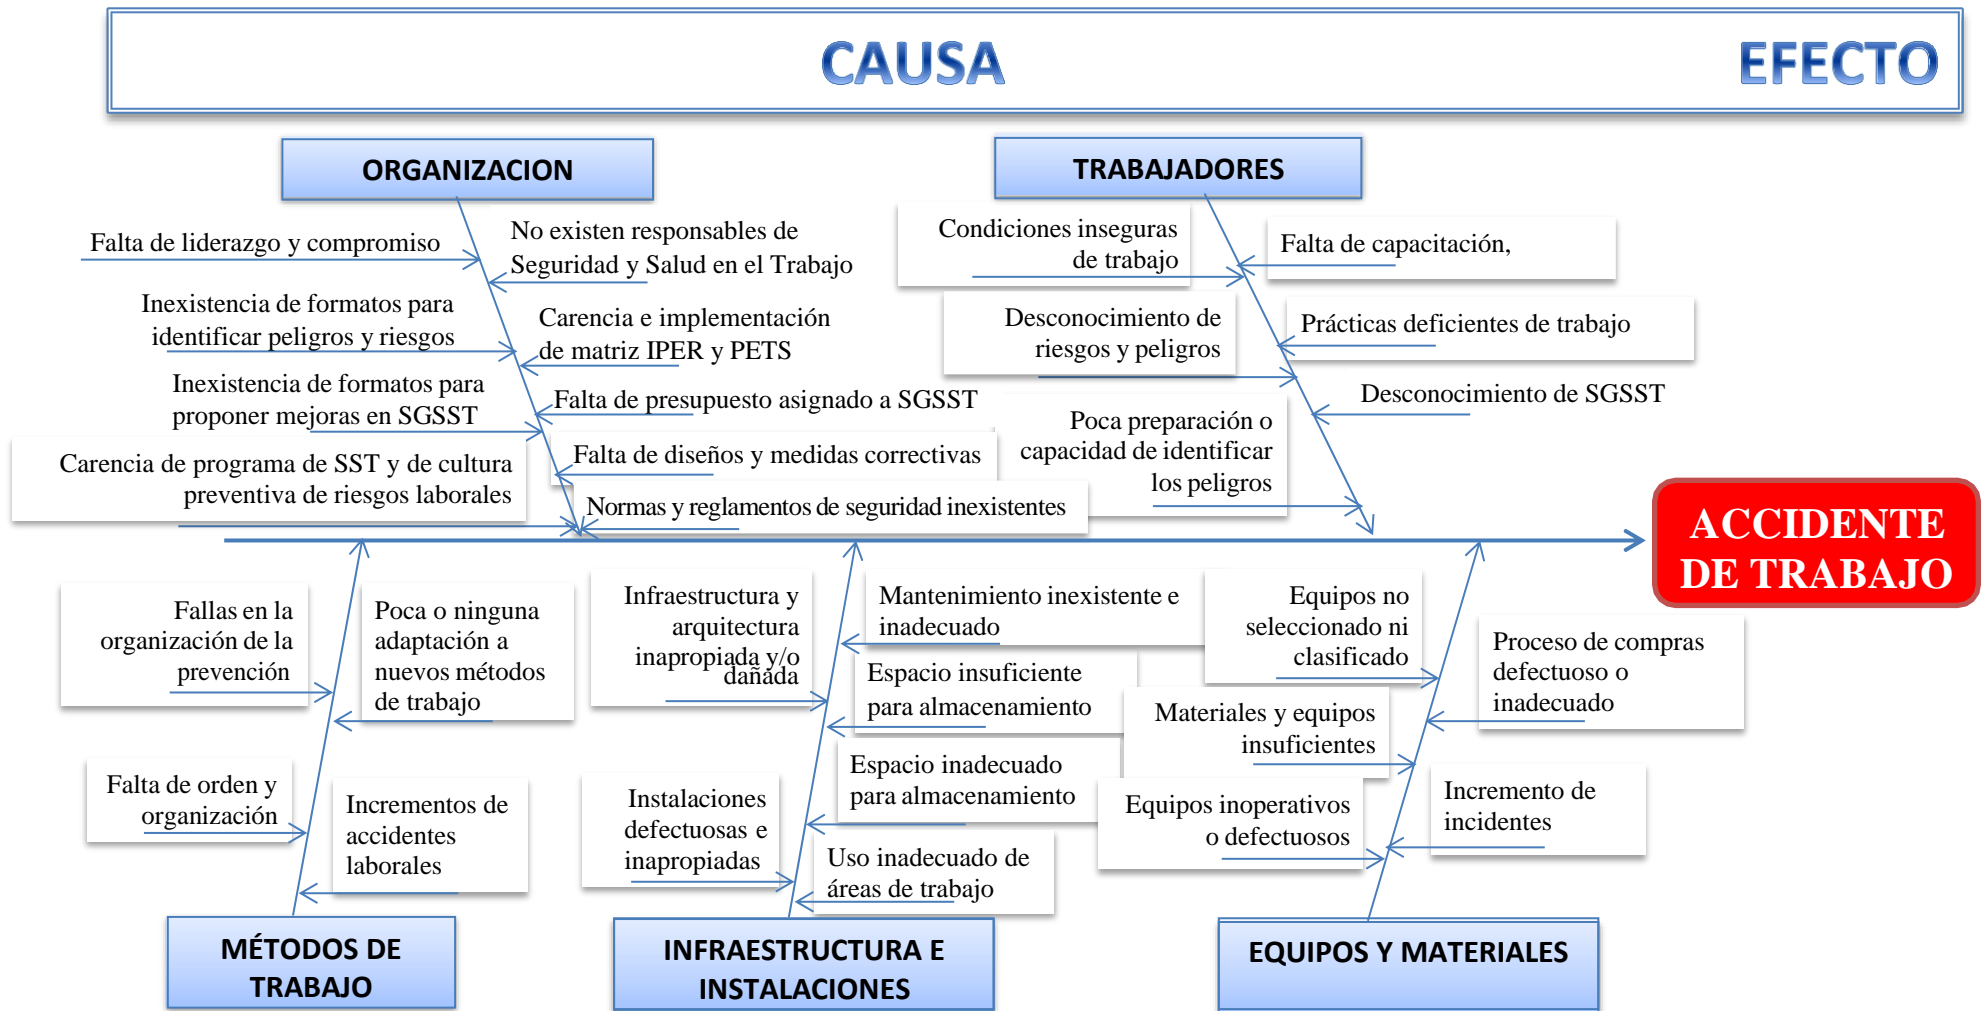 CAUSA
EFECTO
ORGANIZACION
TRABAJADORES
Falta de liderazgo y compromiso
No existen responsables de
Seguridad y Salud en el Trabajo
Inexistencia de formatos para
identificar peligros y riesgos
Carencia e implementación
de matriz IPER y PETS
Inexistencia de formatos para
proponer mejoras en SGSST
Falta de presupuesto asignado a SGSST
Carencia de programa de SST y de cultura
preventiva de riesgos laborales
Falta de diseños y medidas correctivas
Normas y reglamentos de seguridad inexistentes
Condiciones inseguras
de trabajo
Falta de capacitación,
Desconocimiento de
riesgos y peligros
Prácticas deficientes de trabajo
Desconocimiento de SGSST
Poca preparación o
capacidad de identificar
los peligros
ACCIDENTE
DE TRABAJO
Fallas en la
organización de la
prevención
Poca o ninguna
adaptación a
nuevos métodos
de trabajo
Falta de orden y
organización
Incrementos de
accidentes
laborales
Infraestructura y
arquitectura
inapropiada y/o
dañada
Mantenimiento inexistente e
inadecuado
Espacio insuficiente
para almacenamiento
Espacio inadecuado
para almacenamiento
Instalaciones
defectuosas e
inapropiadas
Uso inadecuado de
áreas de trabajo
Equipos no
seleccionado ni
clasificado
Proceso de compras
defectuoso o
inadecuado
Materiales y equipos
insuficientes
Equipos inoperativos
o defectuosos
Incremento de
incidentes
MÉTODOS DE
TRABAJO
INFRAESTRUCTURA E
INSTALACIONES
EQUIPOS Y MATERIALES